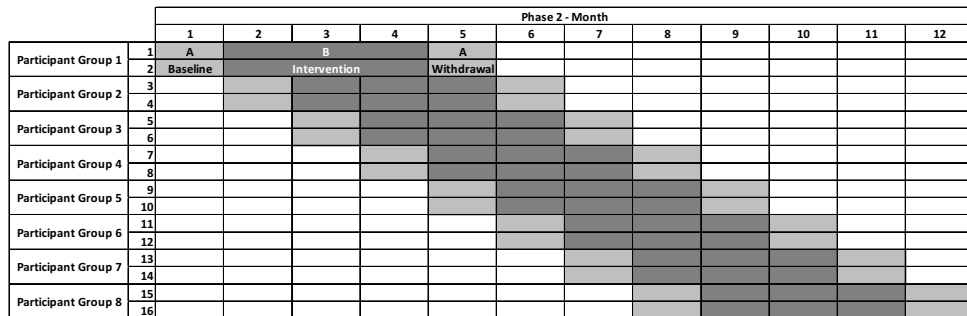 Phase 2 - Month
1 2 3 4 5 6 7 8 9 10 11 12
Participant Group 1
1 A B A
2 Baseline Intervention Withdrawal
Participant Group 2
3
4
Participant Group 3
5
6
Participant Group 4
7
8
Participant Group 5
9
10
Participant Group 6
11
12
Participant Group 7
13
14
Participant Group 8
15
16